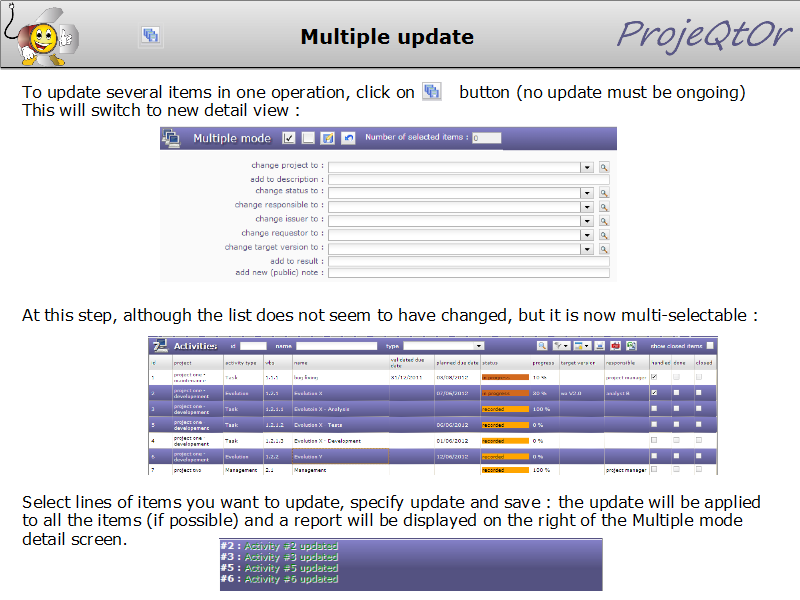 Multiple update
ProjeQtOr
To update several items in one operation, click on button (no update must be ongoing)
This will switch to new detail view :
Multiple mode Number of selected items : 0
change project to :
add to description :
change status to :
change responsible to :
change issuer to :
change requestor to :
change target version to :
add to result :
add new (public) note :
At this step, although the list does not seem to have changed, but it is now multi-selectable :
Activities id name type show closed items
id project activity type wbs name validated due date planned due date status progress target version responsible handled done closed
1 project one - maintenance Task 1.1.1 bug fixing 31/12/2011 in progress 10 % project manager
2 project one - developement Evolution 1.2.1 Evolution X 07/06/2012 in progress 80 % analyst B
3 project one - developement Task 1.2.1.1 Evolution X - Analysis recorded 100 %
5 project one - developement Task 1.2.1.2 Evolution X - Tests 06/06/2012 recorded 0 %
4 project one - developement Task 1.2.1.3 Evolution X - Development 01/06/2012 recorded 0 %
6 project one - developement Evolution 1.2.2 Evolution Y 12/06/2012 recorded 0 %
7 project two Management 2.1 Management recorded 100 % project manager
Select lines of items you want to update, specify update and save : the update will be applied
to all the items (if possible) and a report will be displayed on the right of the Multiple mode
detail screen.
#2 : Activity #2 updated
#3 : Activity #3 updated
#5 : Activity #5 updated
#6 : Activity #6 updated